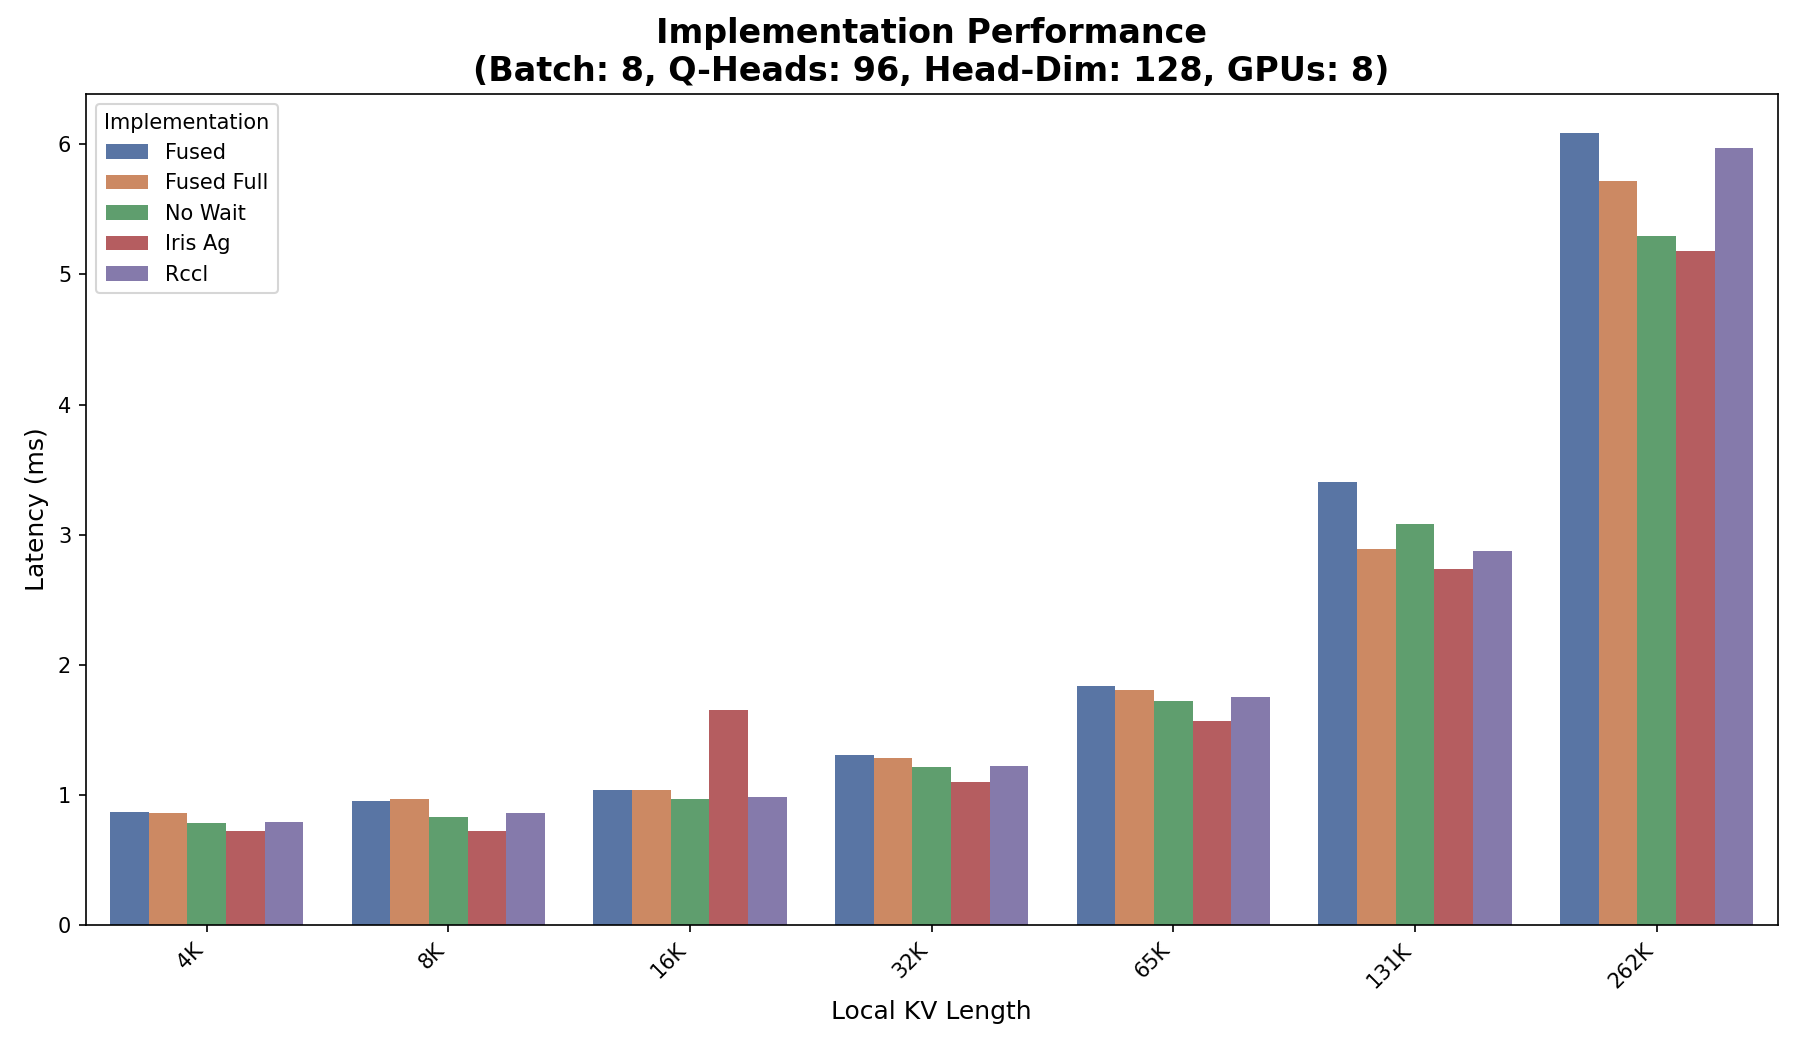 Implementation Performance
(Batch: 8, Q-Heads: 96, Head-Dim: 128, GPUs: 8)
Implementation
Fused
Fused Full
No Wait
Iris Ag
Rccl
Latency (ms)
6
5
4
3
2
1
0
4K
8K
16K
32K
65K
131K
262K
Local KV Length